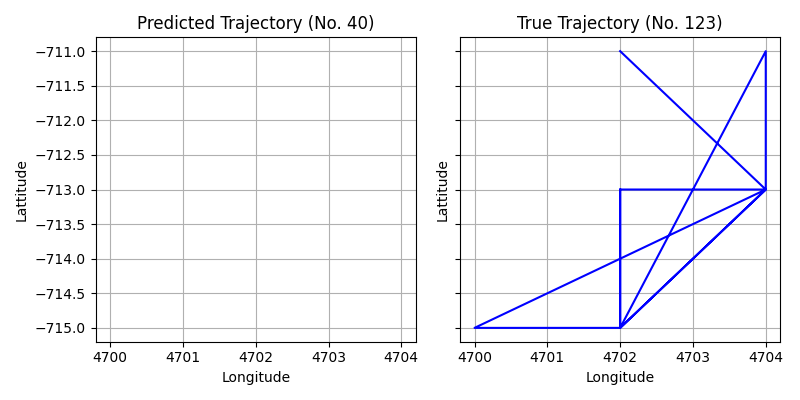 Predicted Trajectory (No. 40)
True Trajectory (No. 123)
−711.0
−711.5
−712.0
−712.5
−713.0
−713.5
−714.0
−714.5
−715.0
Lattitude
Lattitude
4700 4701 4702 4703 4704
4700 4701 4702 4703 4704
Longitude
Longitude